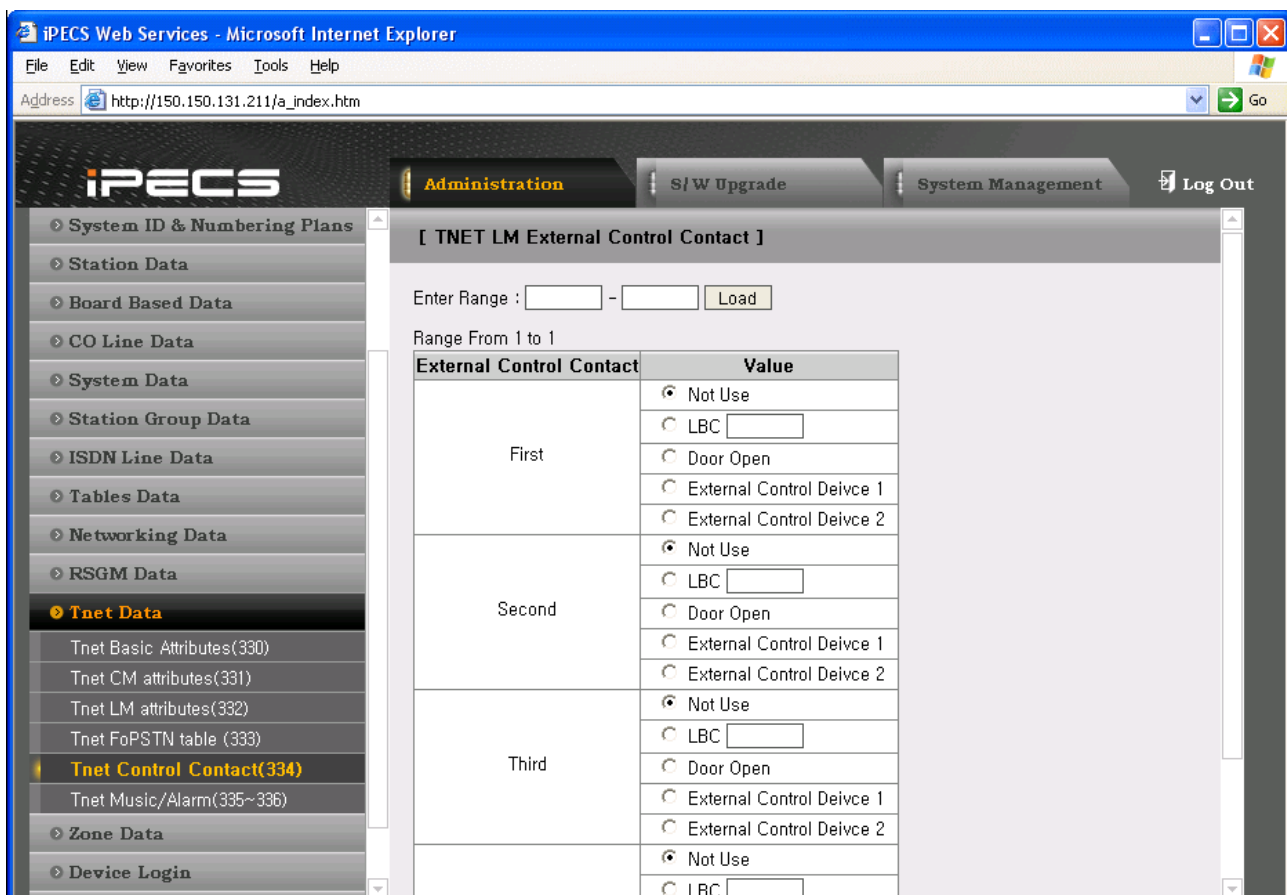 iPECS Web Services - Microsoft Internet Explorer
File Edit View Favorites Tools Help
Address http://150.150.131.211/a_index.htm Go
iPECS
Administration S/W Upgrade System Management Log Out
System ID & Numbering Plans
Station Data
Board Based Data
CO Line Data
System Data
Station Group Data
ISDN Line Data
Tables Data
Networking Data
RSGM Data
Tnet Data
Tnet Basic Attributes(330)
Tnet CM attributes(331)
Tnet LM attributes(332)
Tnet FoPSTN table (333)
Tnet Control Contact(334)
Tnet Music/Alarm(335~336)
Zone Data
Device Login
[ TNET LM External Control Contact ]
Enter Range : - Load
Range From 1 to 1
External Control Contact Value
First
Not Use
LBC
Door Open
External Control Deivce 1
External Control Deivce 2
Second
Not Use
LBC
Door Open
External Control Deivce 1
External Control Deivce 2
Third
Not Use
LBC
Door Open
External Control Deivce 1
External Control Deivce 2
Not Use
LBC